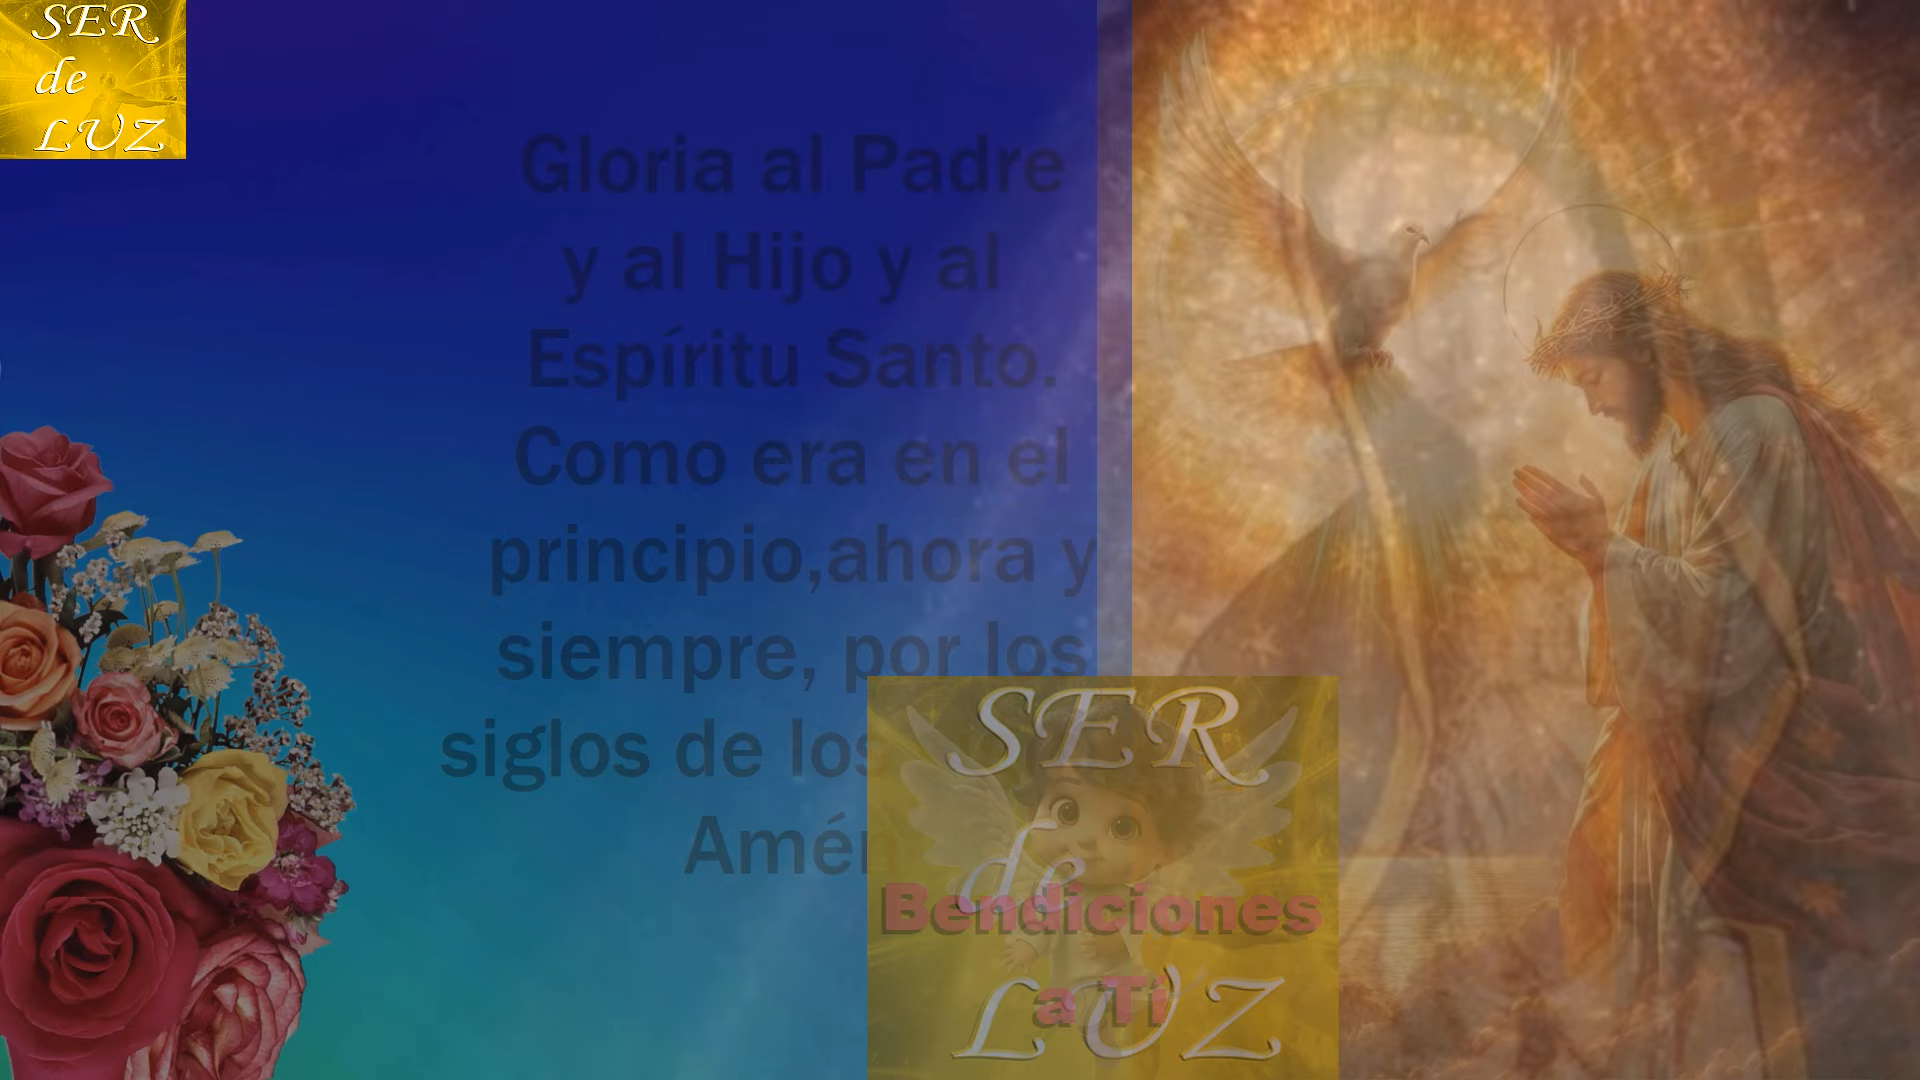 SER
de
LUZ
Gloria al Padre
y al Hijo y al
Espíritu Santo.
Como era en el
principio,ahora y
siempre, por los
siglos de los
Amén
SER
de
Bendiciones
a Ti
LUZ